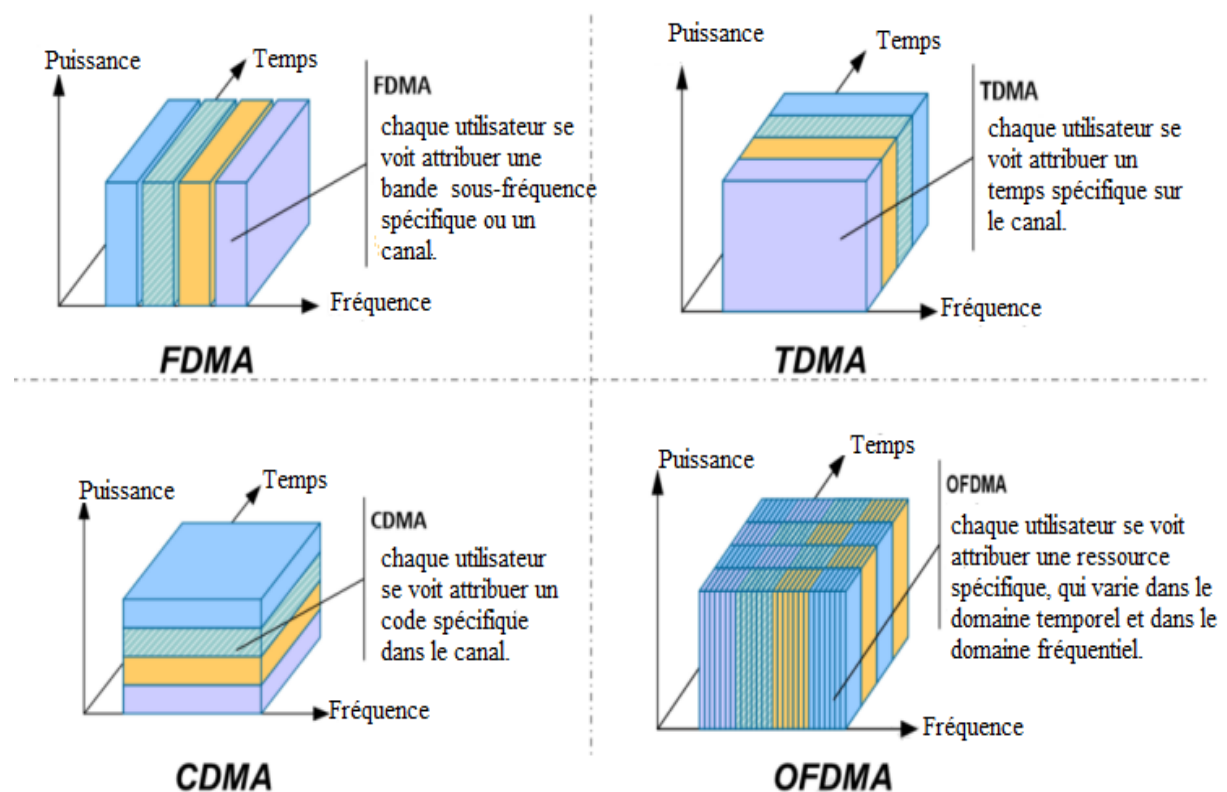 Puissance
Temps
FDMA
chaque utilisateur se
voit attribuer une
bande sous-fréquence
spécifique ou un
canal.
Fréquence
FDMA
Puissance
Temps
TDMA
chaque utilisateur se
voit attribuer un
temps spécifique sur
le canal.
Fréquence
TDMA
Puissance
Temps
CDMA
chaque utilisateur
se voit attribuer un
code spécifique
dans le canal.
Fréquence
CDMA
Puissance
Temps
OFDMA
chaque utilisateur se voit
attribuer une ressource
spécifique, qui varie dans le
domaine temporel et dans le
domaine fréquentiel.
Fréquence
OFDMA